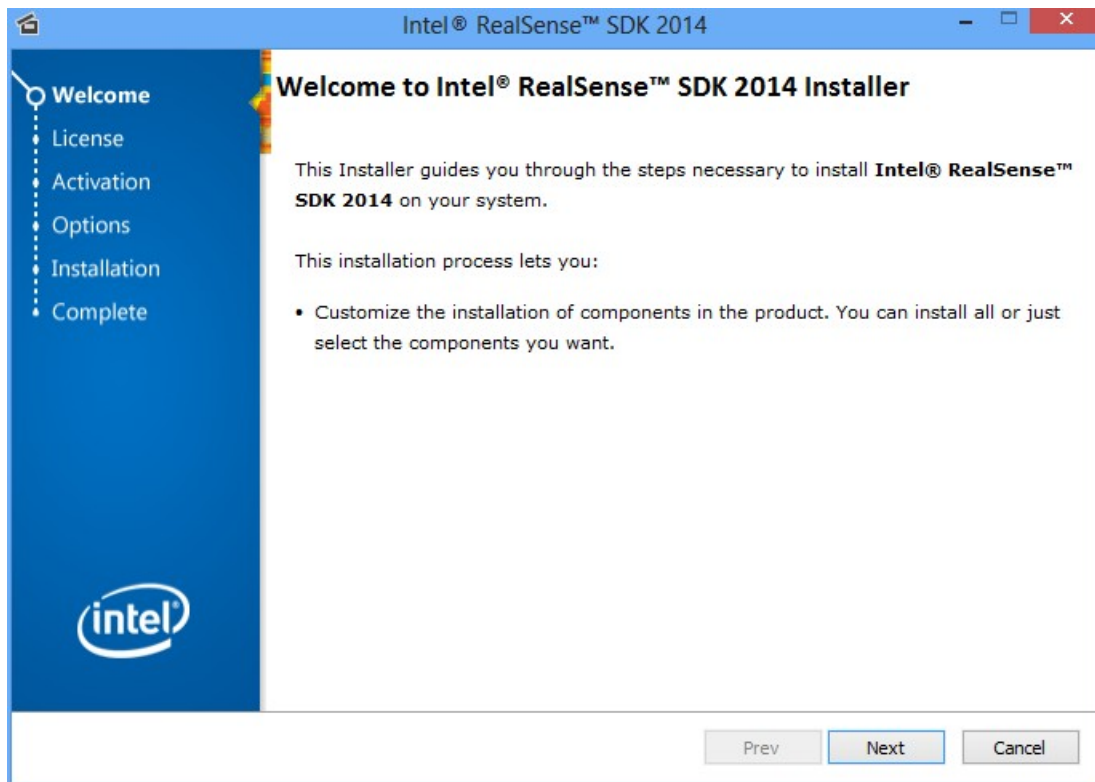 Intel® RealSense™ SDK 2014
Welcome
License
Activation
Options
Installation
Complete
intel®
Welcome to Intel® RealSense™ SDK 2014 Installer
This Installer guides you through the steps necessary to install Intel® RealSense™
SDK 2014 on your system.
This installation process lets you:
• Customize the installation of components in the product. You can install all or just
select the components you want.
Prev
Next
Cancel